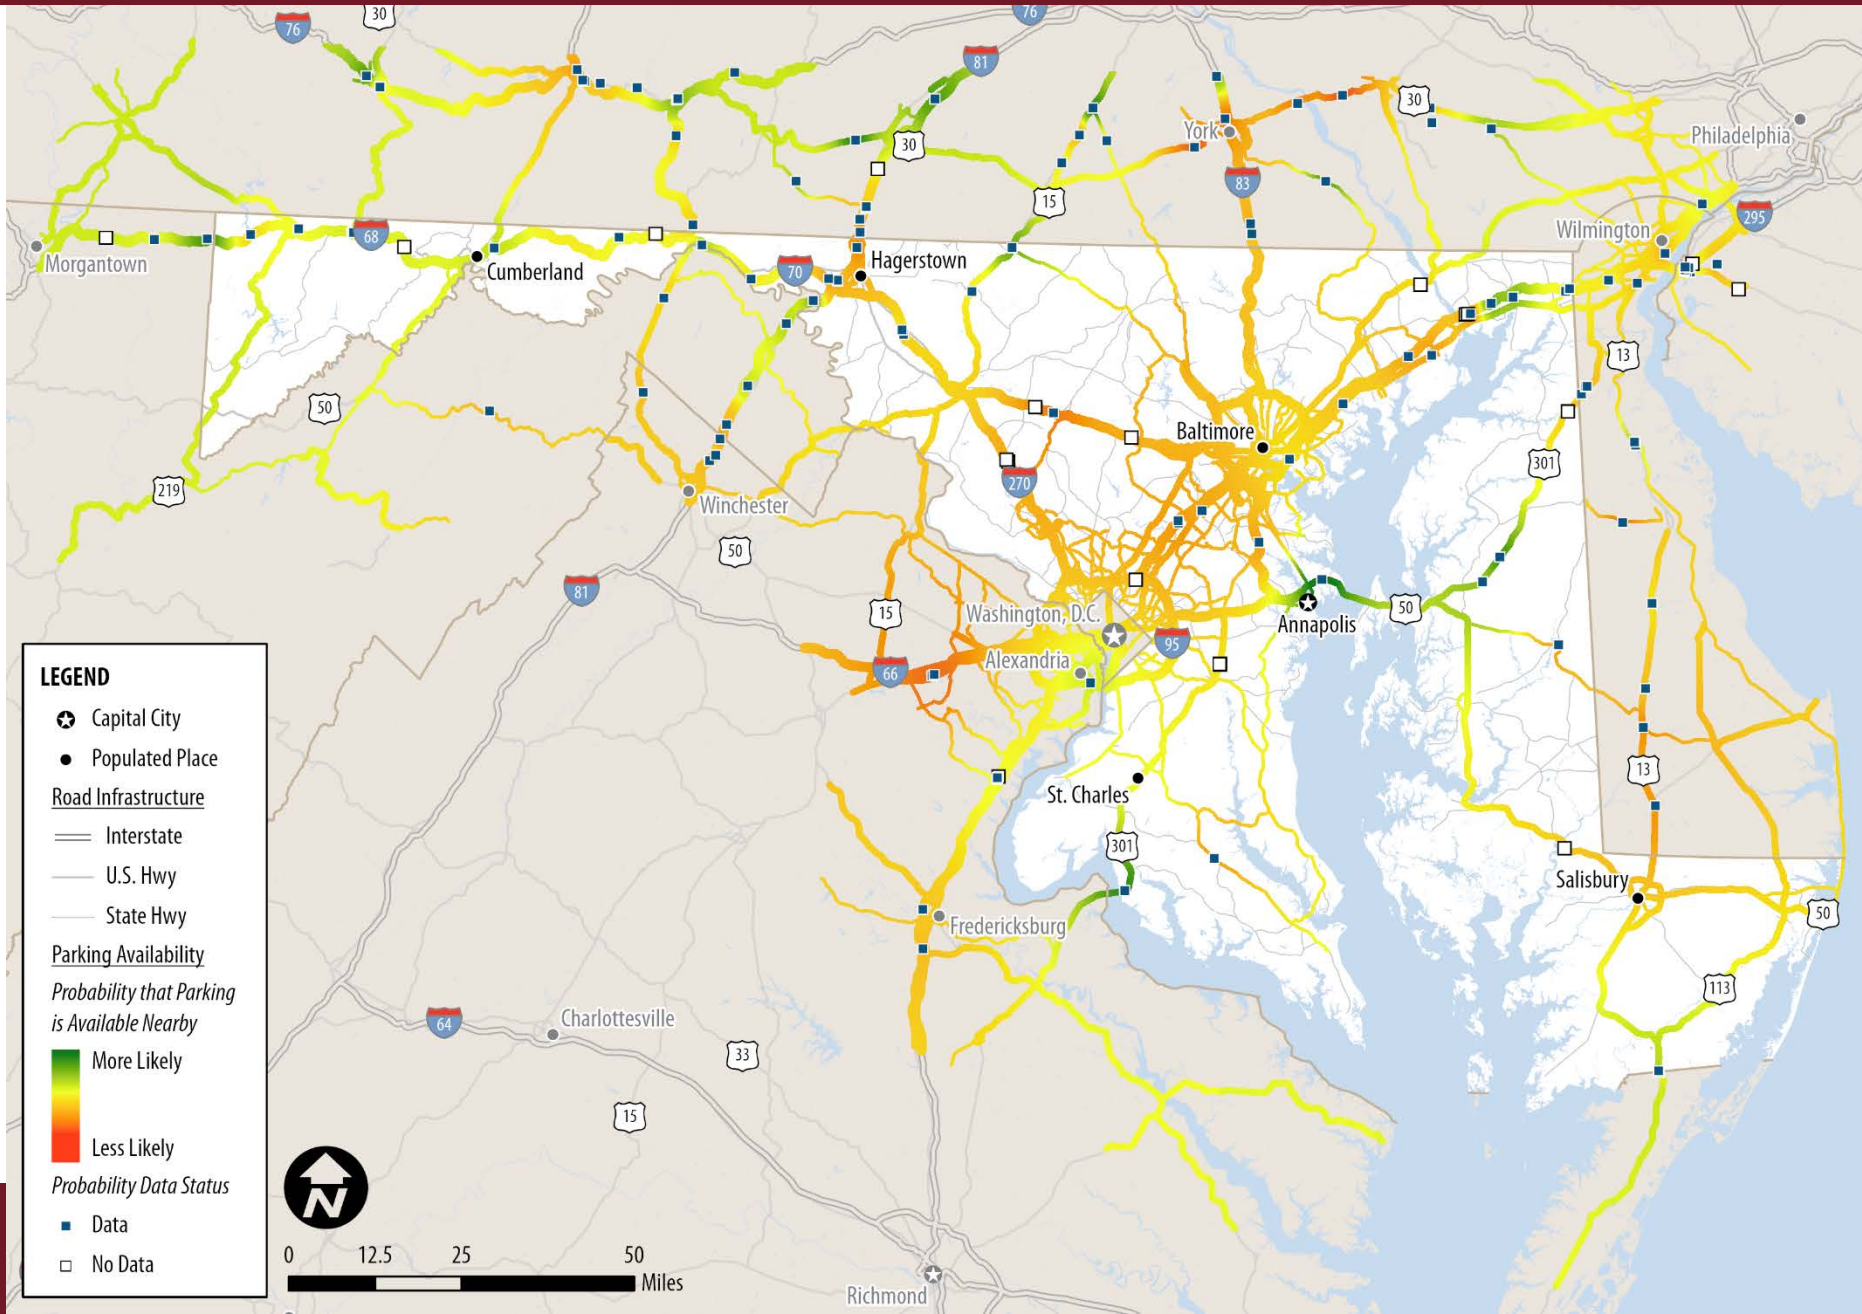 30
76
76
81
30
30
York
Philadelphia
83
15
295
Wilmington
68
Morgantown
Cumberland
70
Hagerstown
13
50
Baltimore
301
219
270
Winchester
50
81
15
Washington, D.C.
95
50
Annapolis
66
Alexandria
13
St. Charles
301
Salisbury
50
Fredericksburg
113
64
Charlottesville
33
15
Richmond
LEGEND
Capital City
Populated Place
Road Infrastructure
Interstate
U.S. Hwy
State Hwy
Parking Availability
Probability that Parking
is Available Nearby
More Likely
Less Likely
Probability Data Status
Data
No Data
N
0 12.5 25 50
Miles